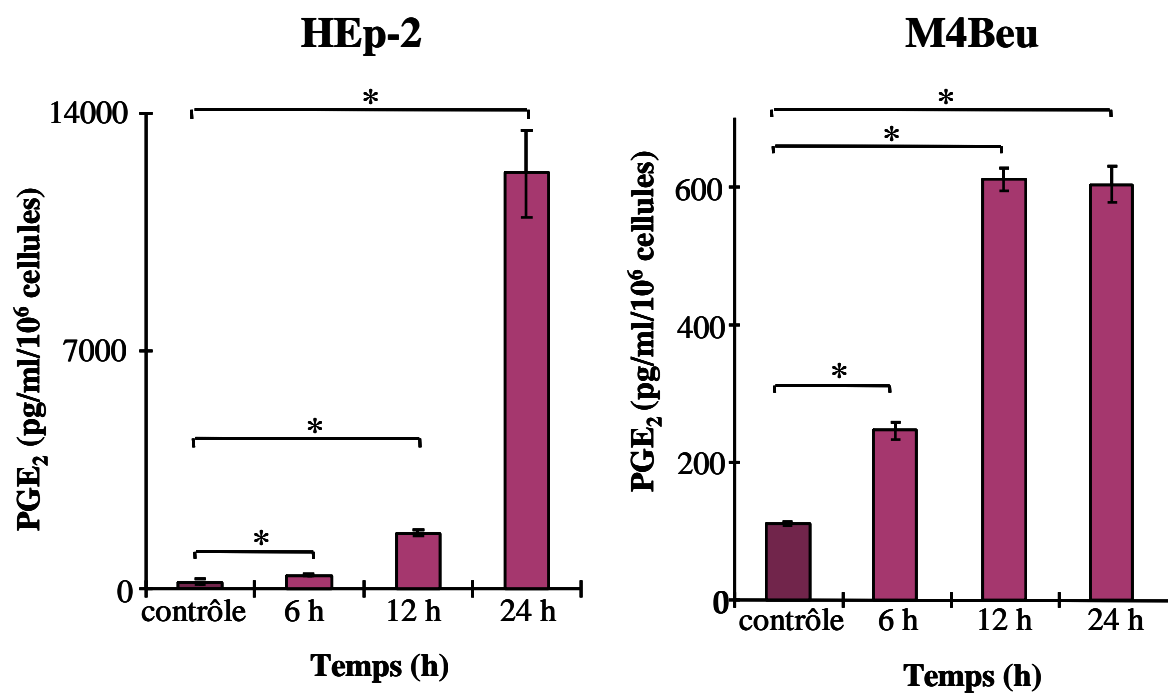 HEp-2
PGE₂ (pg/ml/10⁶ cellules)
14000
7000
0
*
*
*
contrôle 6 h 12 h 24 h
Temps (h)
M4Beu
PGE₂ (pg/ml/10⁶ cellules)
600
400
200
0
*
*
*
contrôle 6 h 12 h 24 h
Temps (h)